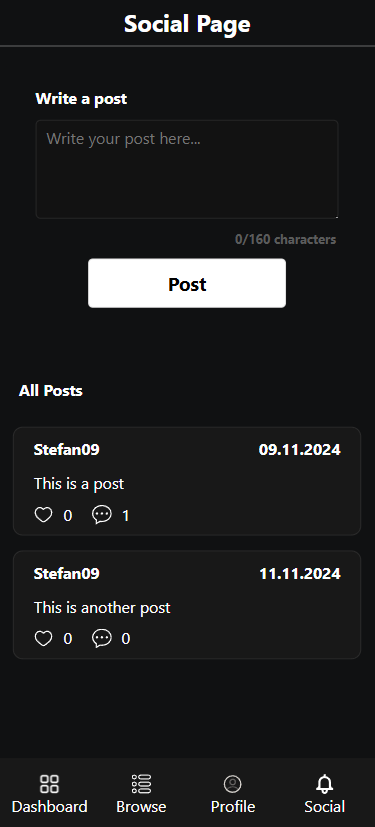 Social Page
Write a post
Write your post here...
0/160 characters
Post
All Posts
Stefan09 09.11.2024
This is a post
0 1
Stefan09 11.11.2024
This is another post
0 0
Dashboard Browse Profile Social